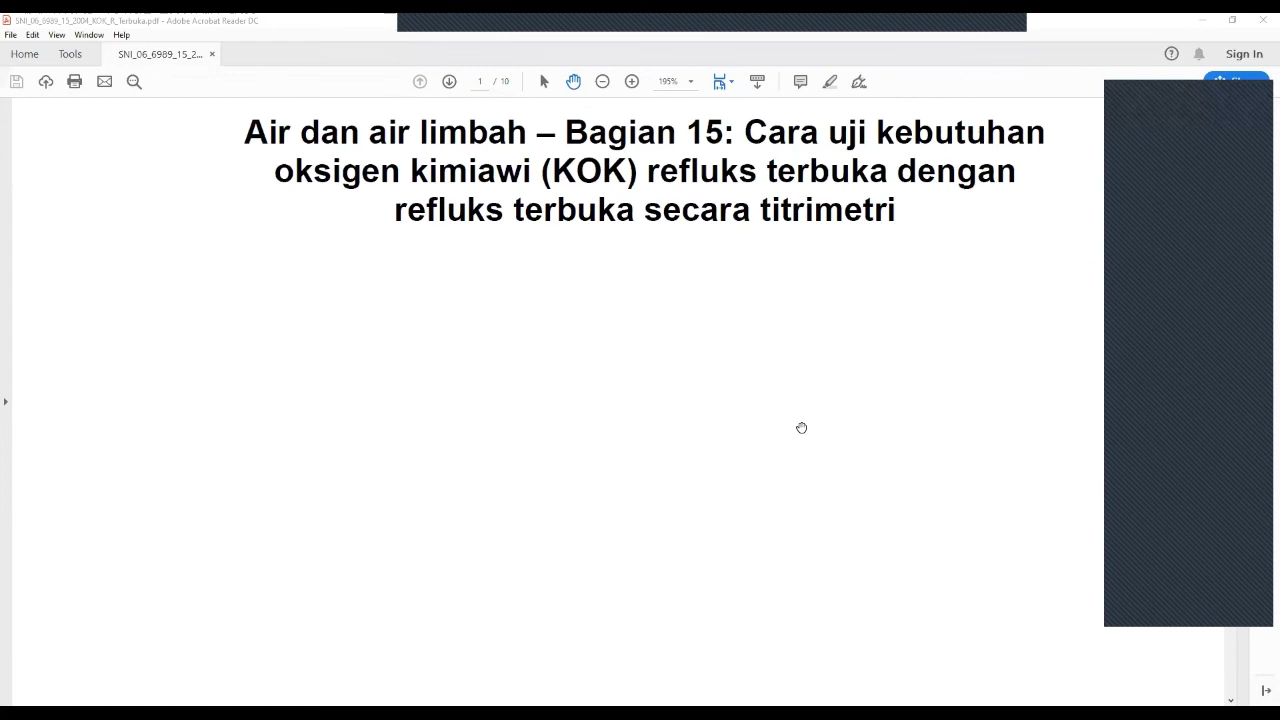 SNI_06_6989_15_2004_KOK_R_Terbuka.pdf - Adobe Acrobat Reader DC
File Edit View Window Help
Home Tools SNI_06_6989_15_2... × Sign In
1 / 10 195%
Air dan air limbah – Bagian 15: Cara uji kebutuhan
oksigen kimiawi (KOK) refluks terbuka dengan
refluks terbuka secara titrimetri